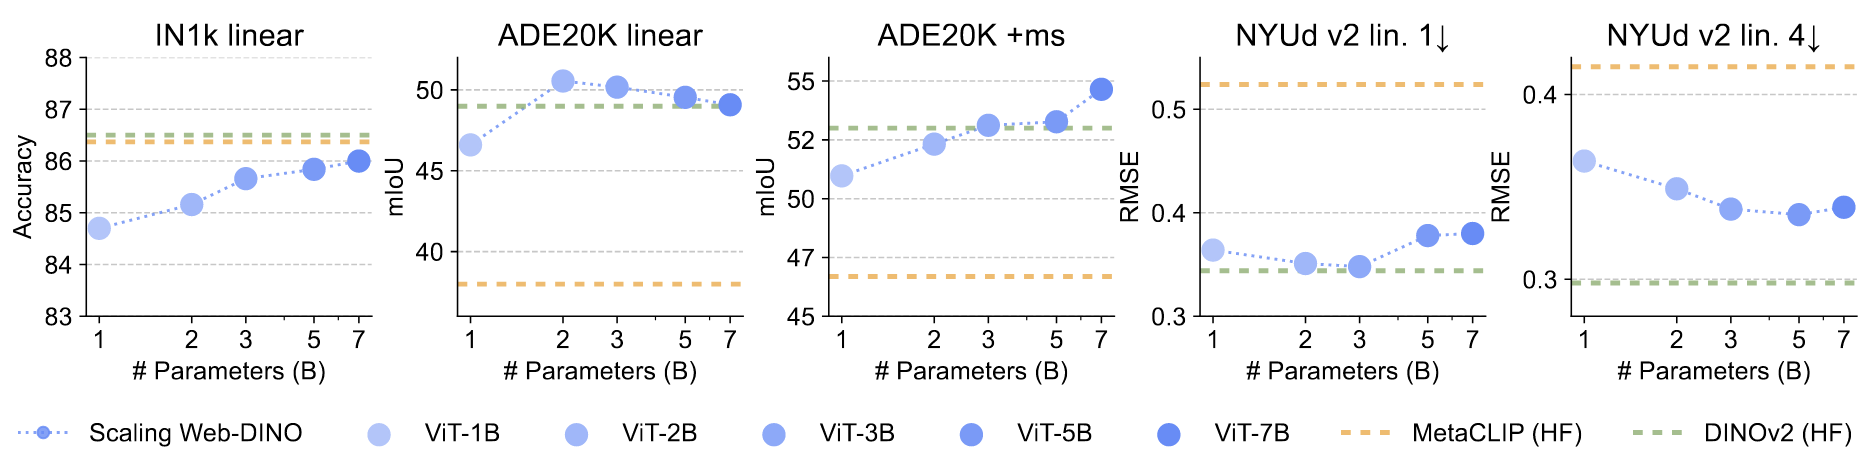 IN1k linear
Accuracy
88
87
86
85
84
83
1 2 3 5 7
# Parameters (B)
ADE20K linear
mIoU
50
45
40
1 2 3 5 7
# Parameters (B)
ADE20K +ms
mIoU
55
52
50
47
45
1 2 3 5 7
# Parameters (B)
NYUd v2 lin. 1↓
RMSE
0.5
0.4
0.3
1 2 3 5 7
# Parameters (B)
NYUd v2 lin. 4↓
RMSE
0.4
0.3
1 2 3 5 7
# Parameters (B)
Scaling Web-DINO ViT-1B ViT-2B ViT-3B ViT-5B ViT-7B MetaCLIP (HF) DINOv2 (HF)